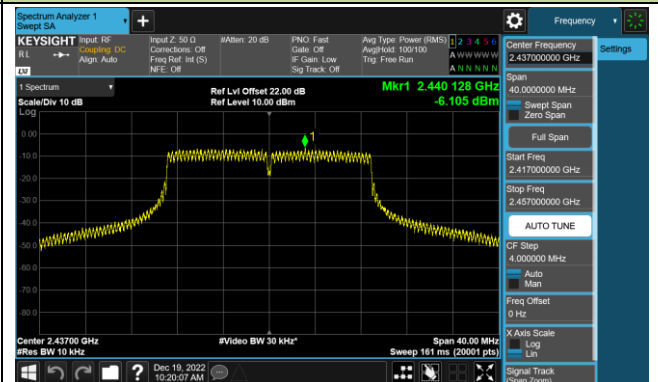 Spectrum Analyzer 1
Swept SA
Frequency
KEYSIGHT
Input: RF
Input Z: 50 Ω
#Atten: 20 dB
PNO: Fast
Avg Type: Power (RMS)
1 2 3 4 5 6
RL
Coupling: DC
Corrections: Off
Gate: Off
Avg|Hold: 100/100
A W W W W W
Align: Auto
Freq Ref: Int (S)
IF Gain: Low
Trig: Free Run
NFE: Off
Sig Track: Off
A N N N N N
LXI
1 Spectrum
Scale/Div 10 dB
Log
Ref Lvl Offset 22.00 dB
Ref Level 10.00 dBm
Mkr1 2.440 128 GHz
-6.105 dBm
1
0.00
-10.0
-20.0
-30.0
-40.0
-50.0
-60.0
-70.0
-80.0
Center 2.43700 GHz
#Video BW 30 kHz*
Span 40.00 MHz
#Res BW 10 kHz
Sweep 161 ms (20001 pts)
Dec 19, 2022
10:20:07 AM
Center Frequency
2.437000000 GHz
Settings
Span
40.0000000 MHz
Swept Span
Zero Span
Full Span
Start Freq
2.417000000 GHz
Stop Freq
2.457000000 GHz
AUTO TUNE
CF Step
4.000000 MHz
Auto
Man
Freq Offset
0 Hz
X Axis Scale
Log
Lin
Signal Track
(Span Zoom)